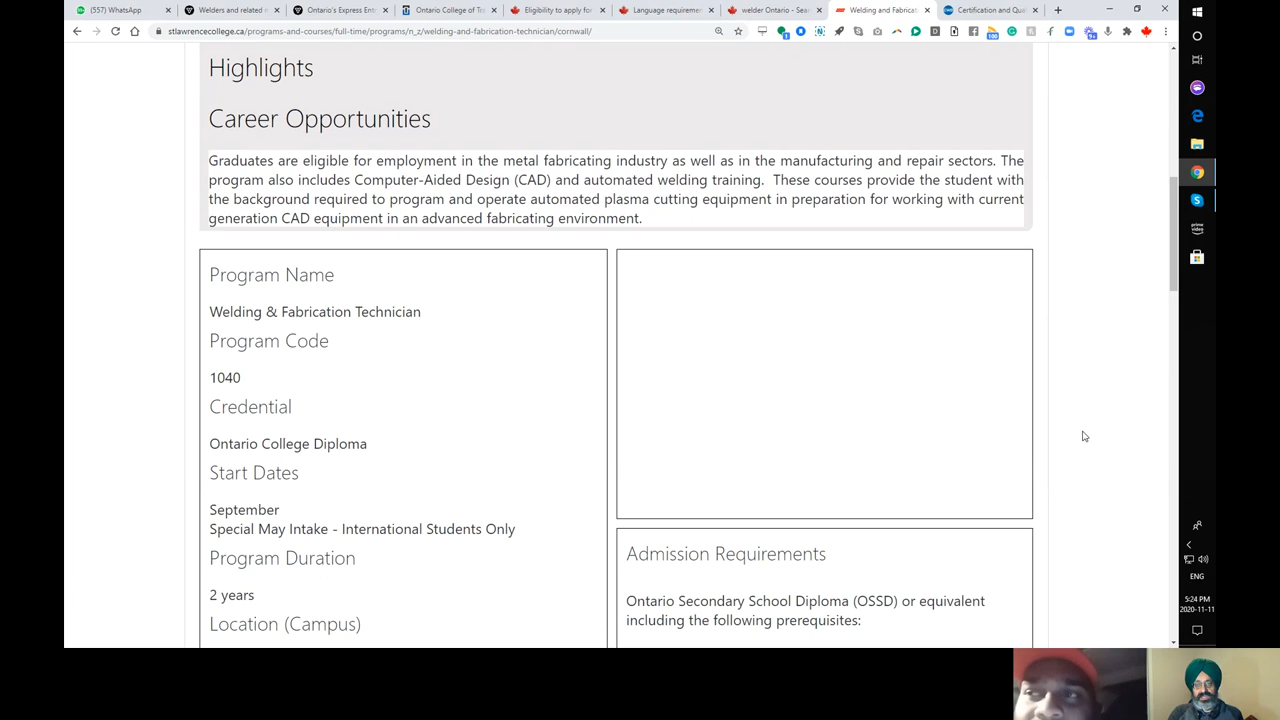 (557) WhatsApp
Welders and related
Ontario's Express Entr
Ontario College of Tra
Eligibility to apply for
Language requiremen
welder Ontario - Sear
Welding and Fabricat
Certification and Qua
stlawrencecollege.ca/programs-and-courses/full-time/programs/n_z/welding-and-fabrication-technician/cornwall/
Highlights
Career Opportunities
Graduates are eligible for employment in the metal fabricating industry as well as in the manufacturing and repair sectors. The
program also includes Computer-Aided Design (CAD) and automated welding training. These courses provide the student with
the background required to program and operate automated plasma cutting equipment in preparation for working with current
generation CAD equipment in an advanced fabricating environment.
Program Name
Welding & Fabrication Technician
Program Code
1040
Credential
Ontario College Diploma
Start Dates
September
Special May Intake - International Students Only
Program Duration
2 years
Location (Campus)
Admission Requirements
Ontario Secondary School Diploma (OSSD) or equivalent
including the following prerequisites:
prime video
ENG
5:24 PM
2020-11-11